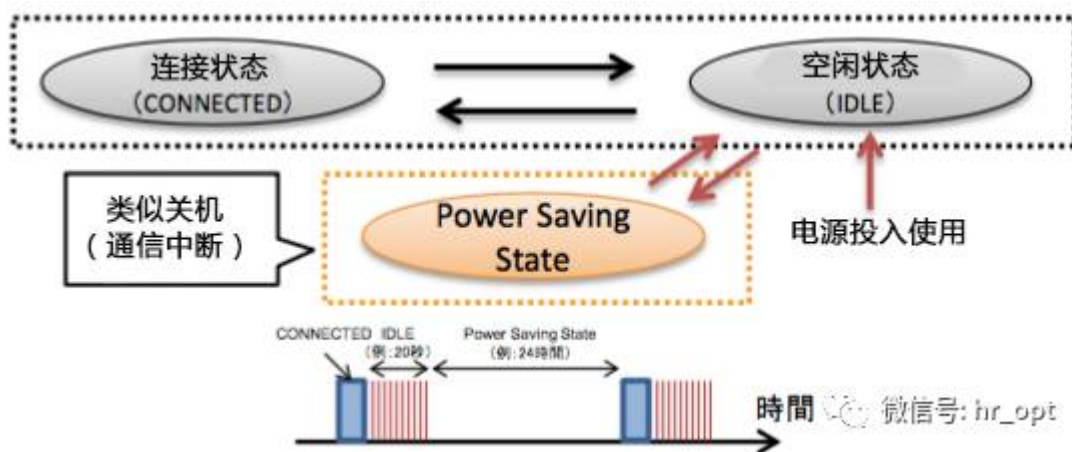 连接状态
(CONNECTED)
空闲状态
(IDLE)
类似关机
(通信中断)
Power Saving
State
电源投入使用
CONNECTED IDLE
(例:20秒)
Power Saving State
(例:24時間)
時間
微信号: hr_opt